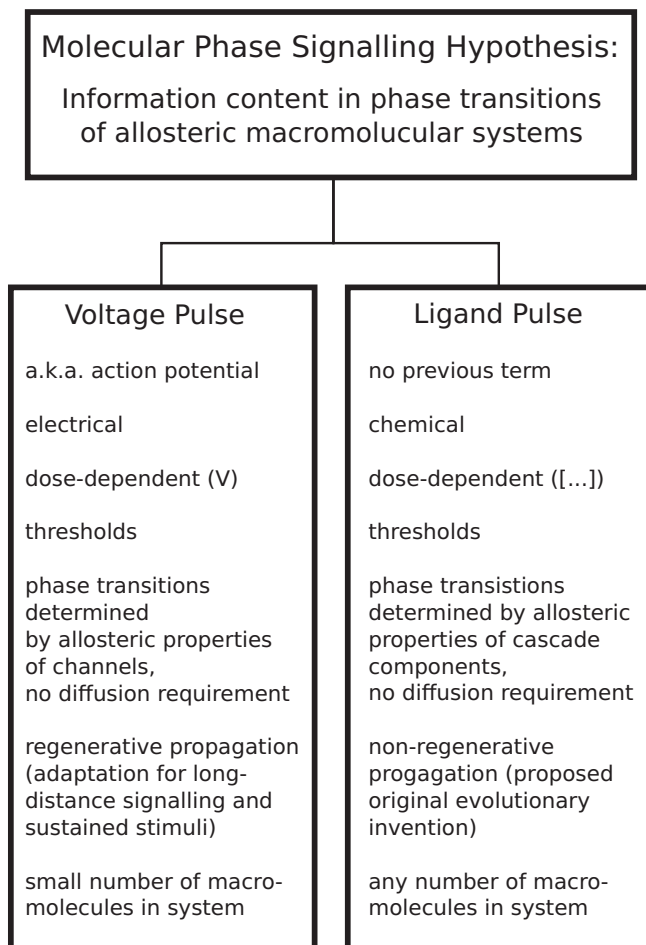 Molecular Phase Signalling Hypothesis:
Information content in phase transitions
of allosteric macromolucular systems
Voltage Pulse
a.k.a. action potential
electrical
dose-dependent (V)
thresholds
phase transitions
determined
by allosteric properties
of channels,
no diffusion requirement
regenerative propagation
(adaptation for long-
distance signalling and
sustained stimuli)
small number of macro-
molecules in system
Ligand Pulse
no previous term
chemical
dose-dependent ([...])
thresholds
phase transistions
determined by allosteric
properties of cascade
components,
no diffusion requirement
non-regenerative
progagation (proposed
original evolutionary
invention)
any number of macro-
molecules in system